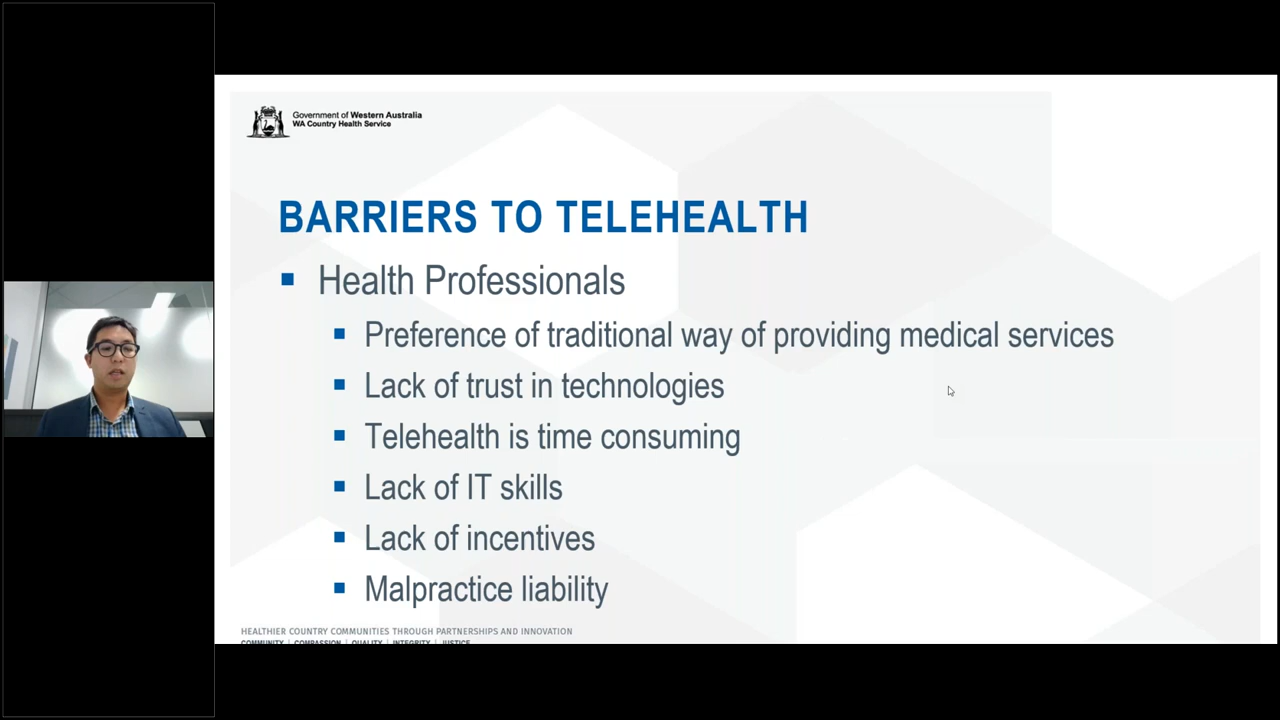 Government of Western Australia
WA Country Health Service
BARRIERS TO TELEHEALTH
Health Professionals
Preference of traditional way of providing medical services
Lack of trust in technologies
Telehealth is time consuming
Lack of IT skills
Lack of incentives
Malpractice liability
HEALTHIER COUNTRY COMMUNITIES THROUGH PARTNERSHIPS AND INNOVATION
COMMUNITY | COMPASSION | QUALITY | INTEGRITY | JUSTICE